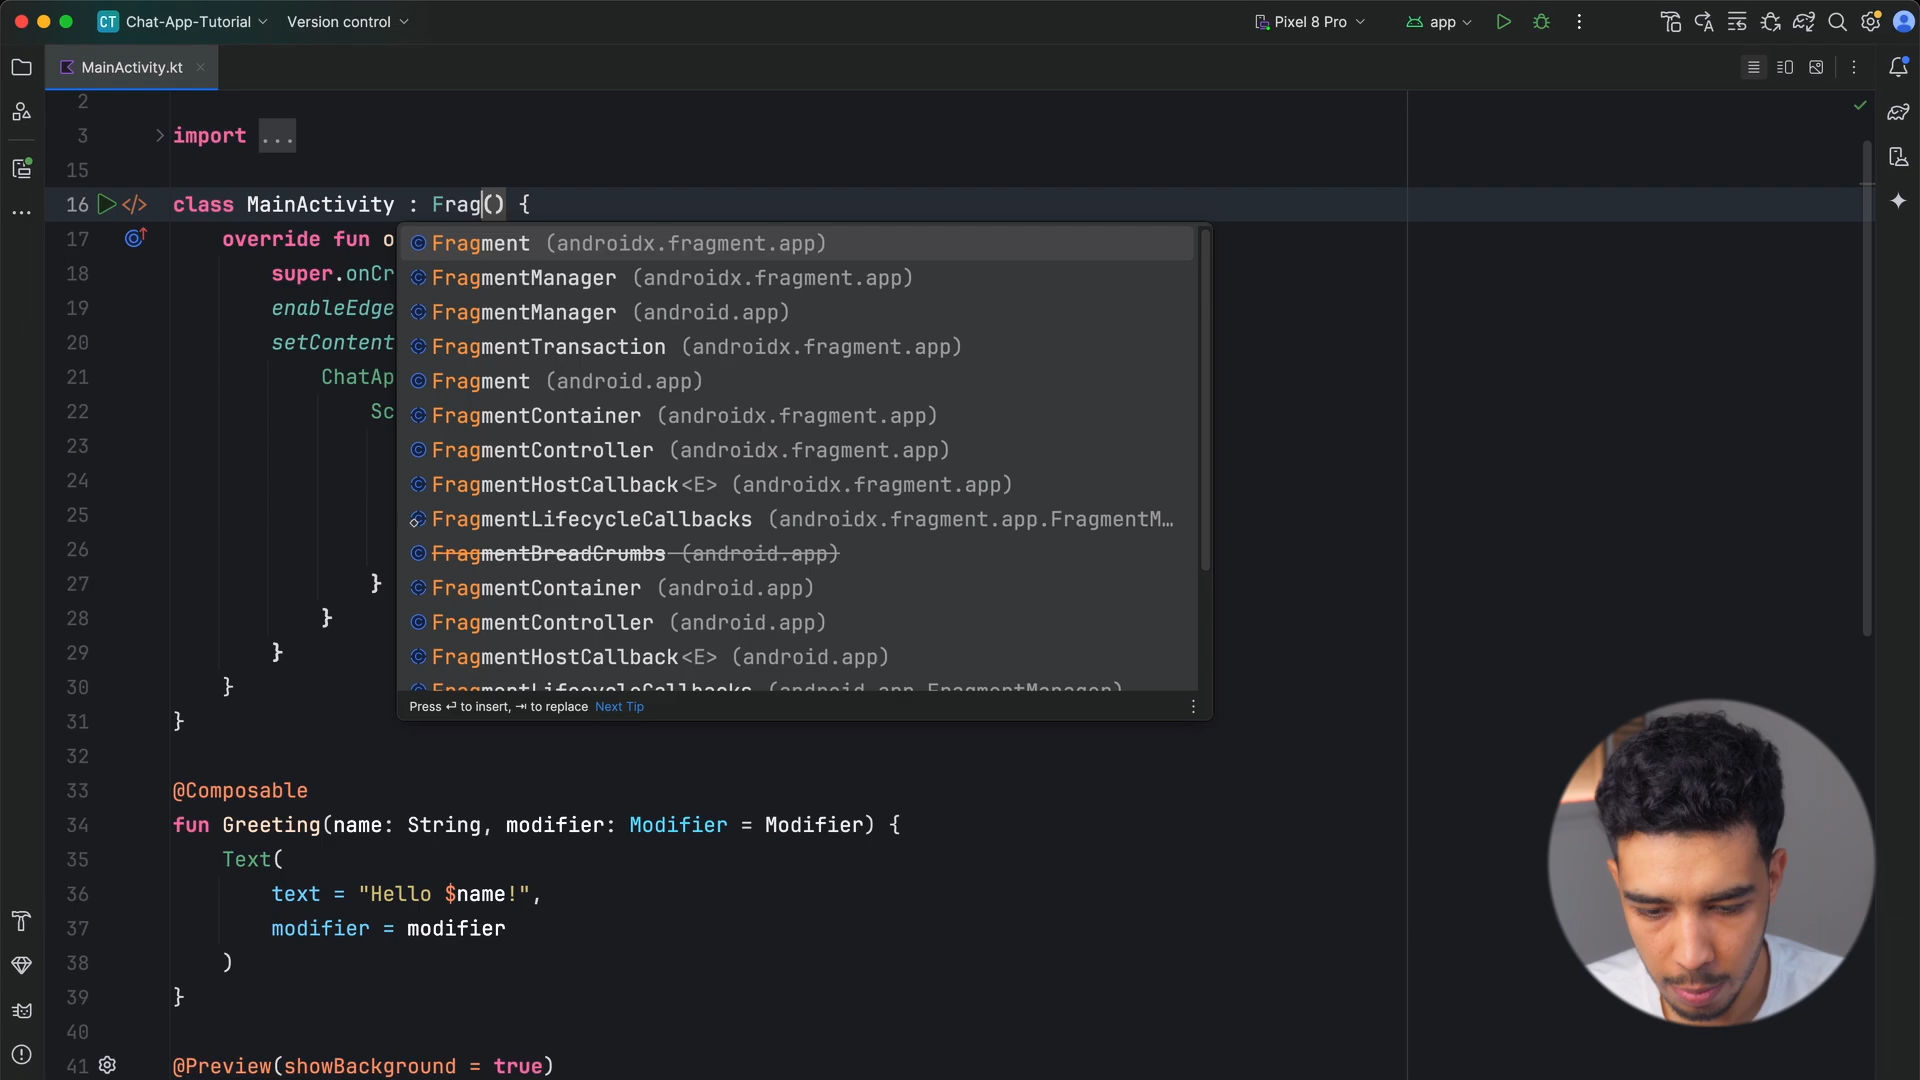 CT Chat-App-Tutorial Version control Pixel 8 Pro app
MainActivity.kt
2
3 import ...
15
16 class MainActivity : Frag() {
17 override fun o
18 super.onCr
19 enableEdge
20 setContent
21 ChatAp
22 Sc
23
24
25
26
27 }
28 }
29 }
30 }
31 }
32
33 @Composable
34 fun Greeting(name: String, modifier: Modifier = Modifier) {
35 Text(
36 text = "Hello $name!",
37 modifier = modifier
38 )
39 }
40
41 @Preview(showBackground = true)
Fragment (androidx.fragment.app)
FragmentManager (androidx.fragment.app)
FragmentManager (android.app)
FragmentTransaction (androidx.fragment.app)
Fragment (android.app)
FragmentContainer (androidx.fragment.app)
FragmentController (androidx.fragment.app)
FragmentHostCallback<E> (androidx.fragment.app)
FragmentLifecycleCallbacks (androidx.fragment.app.FragmentM…
FragmentBreadCrumbs (android.app)
FragmentContainer (android.app)
FragmentController (android.app)
FragmentHostCallback<E> (android.app)
FragmentLifecycleCallbacks (android.app.FragmentManager)
Press ↵ to insert, ⇥ to replace Next Tip